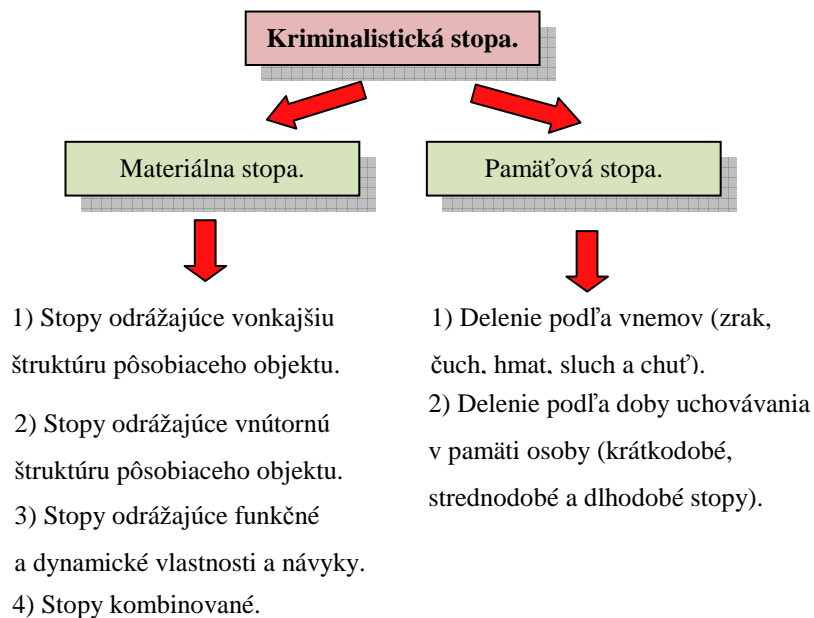 Kriminalistická stopa.
Materiálna stopa.
Pamäťová stopa.
1) Stopy odrážajúce vonkajšiu
štruktúru pôsobiaceho objektu.
2) Stopy odrážajúce vnútornú
štruktúru pôsobiaceho objektu.
3) Stopy odrážajúce funkčné
a dynamické vlastnosti a návyky.
4) Stopy kombinované.
1) Delenie podľa vnemov (zrak,
čuch, hmat, sluch a chuť).
2) Delenie podľa doby uchovávania
v pamäti osoby (krátkodobé,
strednodobé a dlhodobé stopy).